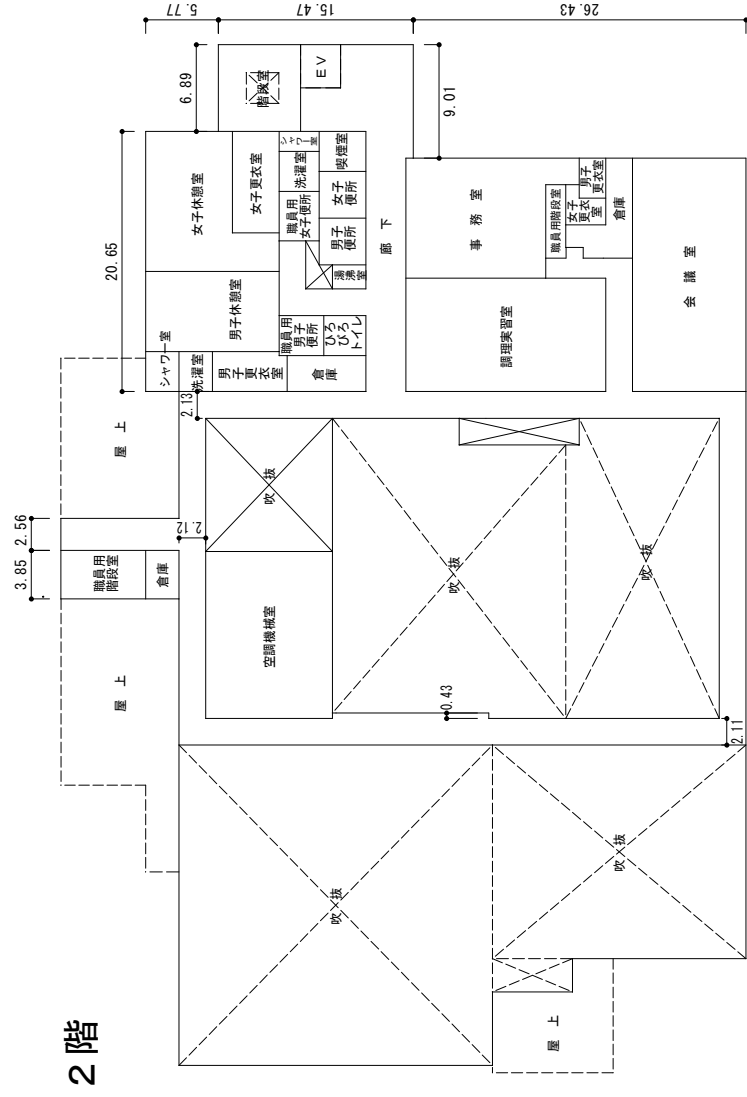 ２階
5.77
15.47
26.43
6.89
9.01
20.65
2.13
2.56
3.85
2.12
0.43
2.11
階段室
ＥＶ
女子休憩室
女子更衣室
シャワー室
洗濯室
喫煙室
職員用
女子便所
女子
便所
男子
便所
湯沸
室
廊下
男子休憩室
シャワー室
洗濯室
男子
更衣
室
職員用
男子
便所
ひろ
びろ
トイレ
倉庫
事務室
職員用階段室
女子
更衣
室
男子
更衣室
倉庫
調理実習室
会議室
屋上
職員用
階段室
倉庫
屋上
吹抜
空調機械室
吹抜
吹抜
吹抜
吹抜
屋上